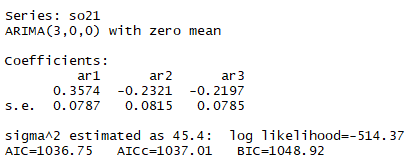 Series: so21
ARIMA(3,0,0) with zero mean
Coefficients:
ar1 ar2 ar3
0.3574 -0.2321 -0.2197
s.e. 0.0787 0.0815 0.0785
sigma^2 estimated as 45.4: log likelihood=-514.37
AIC=1036.75 AICc=1037.01 BIC=1048.92